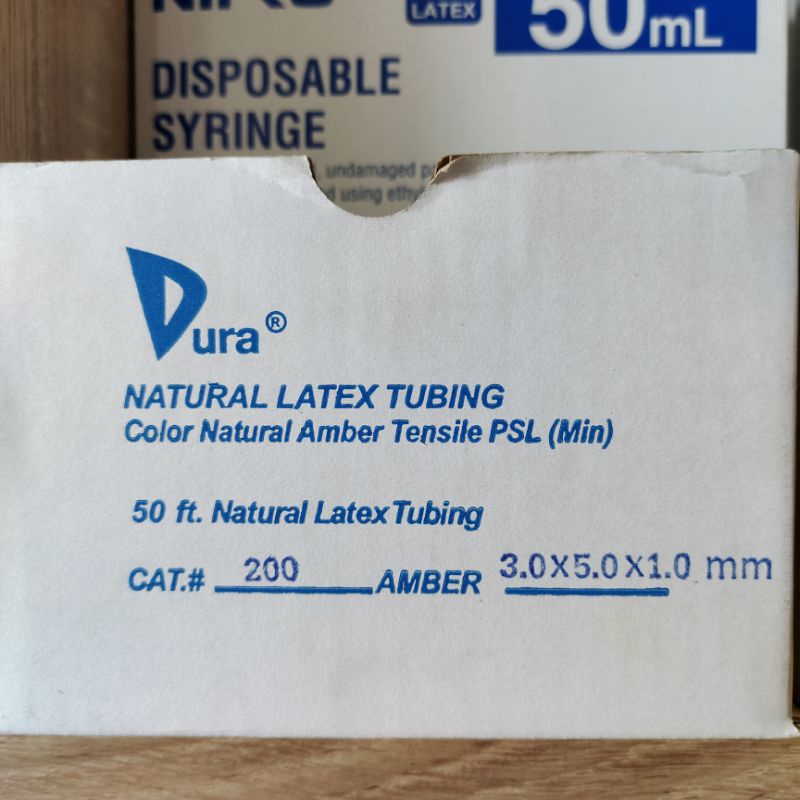 LATEX
50mL
DISPOSABLE
SYRINGE
undamaged
using
Dura®
NATURAL LATEX TUBING
Color Natural Amber Tensile PSL (Min)
50 ft. Natural Latex Tubing
CAT.# 200 AMBER 3.0X5.0X1.0 mm